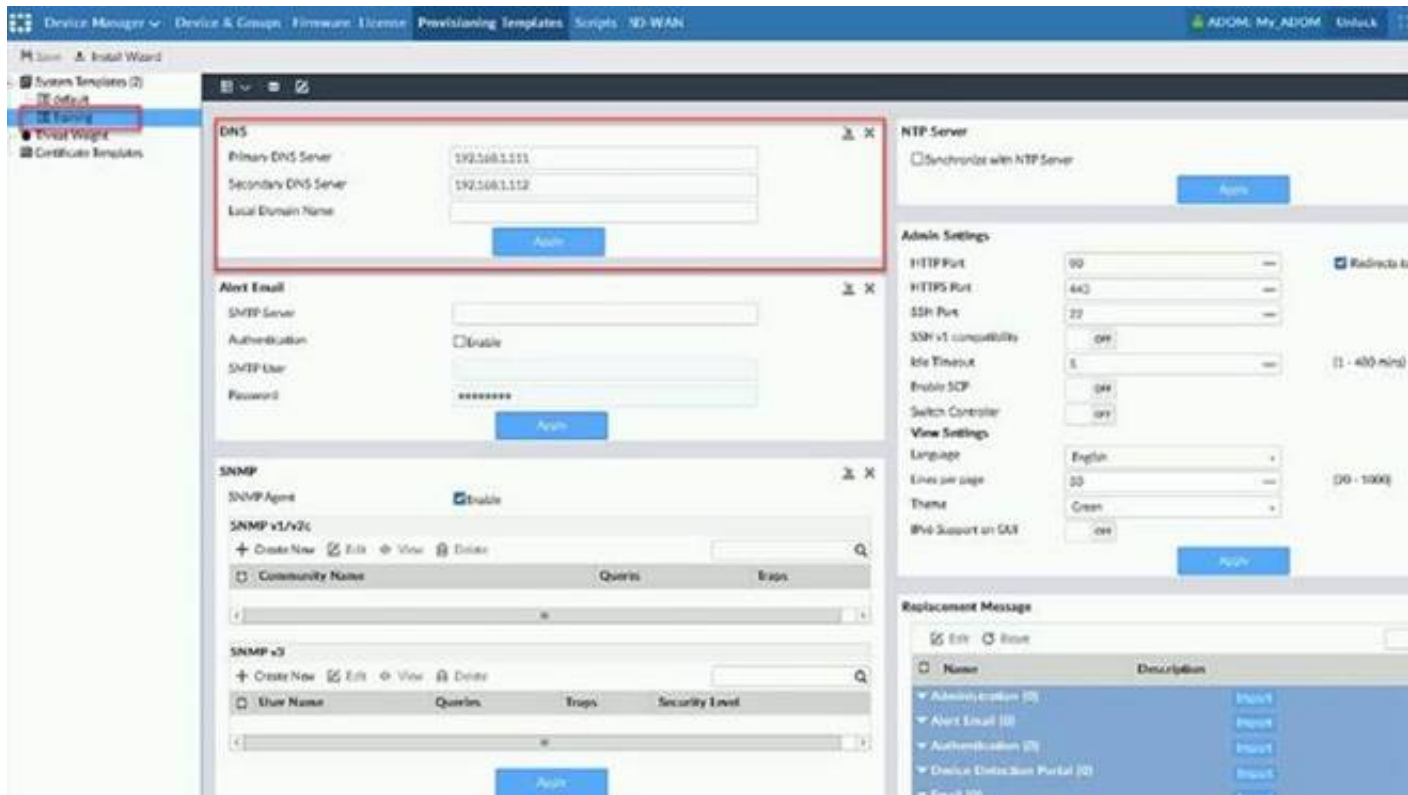 Device Manager Device & Groups Firmware License Provisioning Templates Scripts SD-WAN ADOM: My_ADOM Unlock
Save Install Wizard
System Templates (2)
default
Training
Threat Weight
Certificate Templates
DNS
Primary DNS Server 192.168.1.111
Secondary DNS Server 192.168.1.112
Local Domain Name
Apply
Alert Email
SMTP Server
Authentication Enable
SMTP User
Password ********
Apply
SNMP
SNMP Agent Enable
SNMP v1/v2c
+ Create New Edit View Delete
Community Name Queries Traps
SNMP v3
+ Create New Edit View Delete
User Name Queries Traps Security Level
Apply
NTP Server
Synchronize with NTP Server
Apply
Admin Settings
HTTP Port Redirects to
HTTPS Port 443
SSH Port 22
SSH v1 compatibility OFF
Idle Timeout 5 (1 - 480 mins)
Enable SCP OFF
Switch Controller OFF
View Settings
Language English
Lines per page (20 - 1000)
Theme Green
IPv6 Support on GUI OFF
Apply
Replacement Message
Edit Reset
Name Description
Administration (0) Import
Alert Email (0) Import
Authentication (0) Import
Device Detection Portal (0) Import
Email (0)